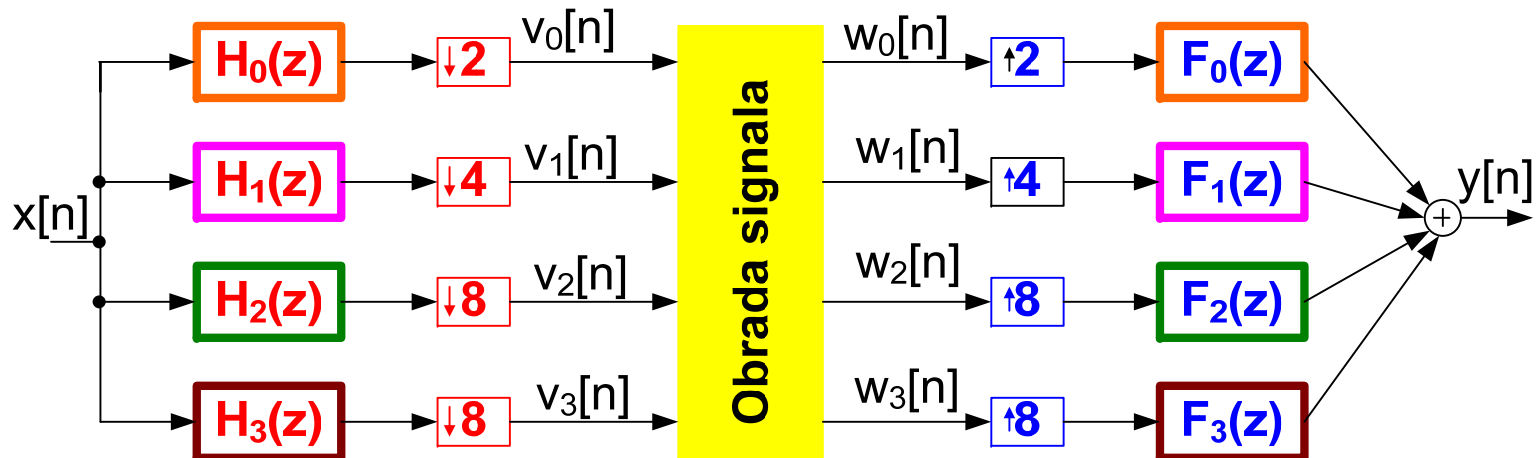 H₀(z) ↓2 v₀[n] w₀[n] ↑2 F₀(z)
H₁(z) ↓4 v₁[n] w₁[n] ↑4 F₁(z)
x[n] Obrada signala + y[n]
H₂(z) ↓8 v₂[n] w₂[n] ↑8 F₂(z)
H₃(z) ↓8 v₃[n] w₃[n] ↑8 F₃(z)